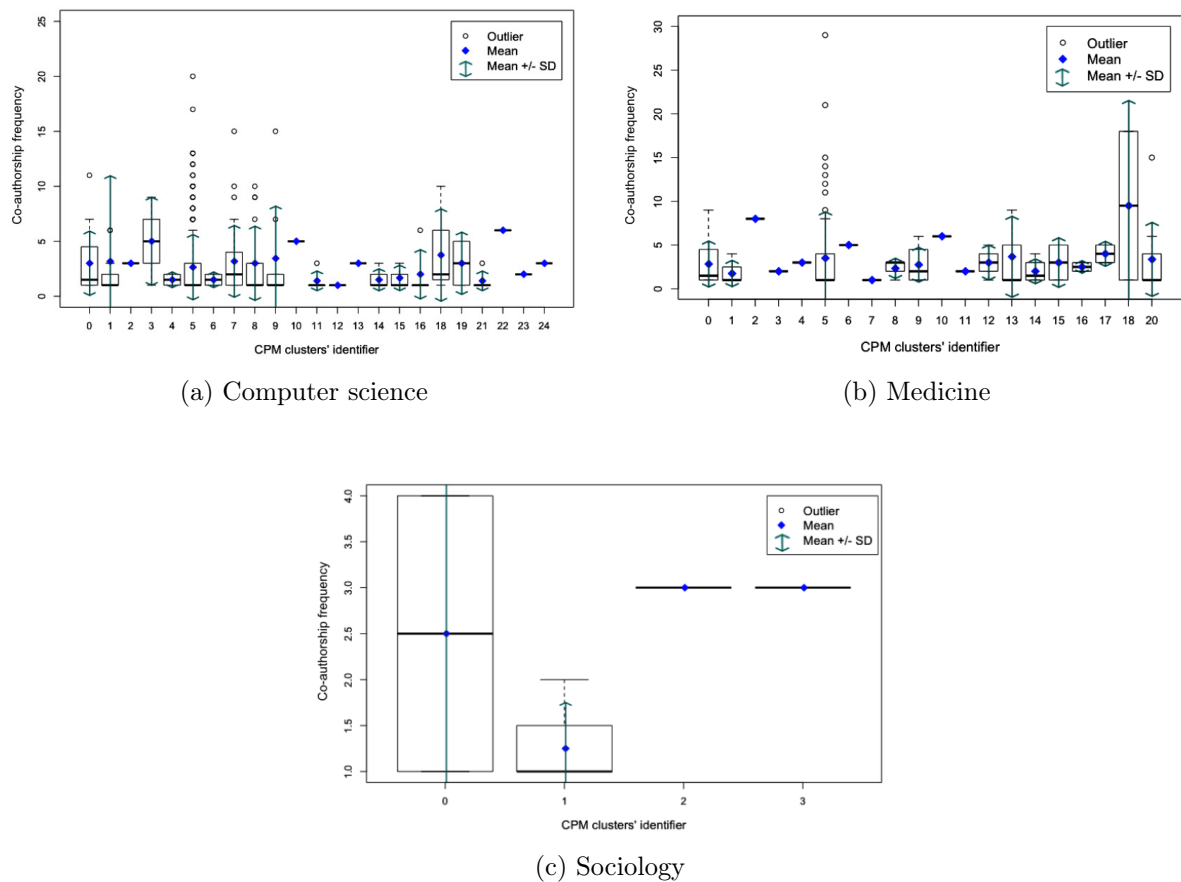 Outlier
Mean
Mean +/- SD
Co-authorship frequency
25
20
15
10
5
0
0 1 2 3 4 5 6 7 8 9 10 11 12 13 14 15 16 18 19 21 22 23 24
CPM clusters' identifier
(a) Computer science
Outlier
Mean
Mean +/- SD
Co-authorship frequency
30
25
20
15
10
5
0
0 1 2 3 4 5 6 7 8 9 10 11 12 13 14 15 16 17 18 20
CPM clusters' identifier
(b) Medicine
Outlier
Mean
Mean +/- SD
Co-authorship frequency
4.0
3.5
3.0
2.5
2.0
1.5
1.0
0 1 2 3
CPM clusters' identifier
(c) Sociology